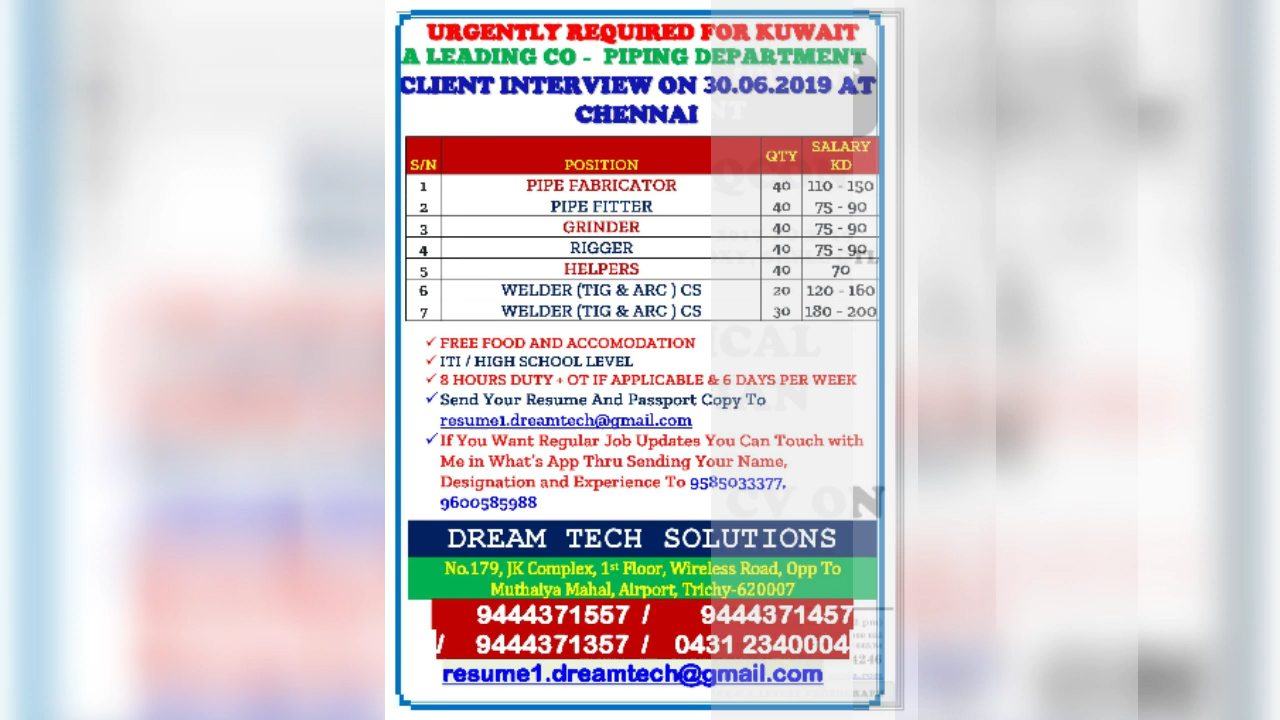 URGENTLY REQUIRED FOR KUWAIT
A LEADING CO - PIPING DEPARTMENT
CLIENT INTERVIEW ON 30.06.2019 AT
CHENNAI
S/N POSITION QTY SALARY KD
1 PIPE FABRICATOR 40 110 - 150
2 PIPE FITTER 40 75 - 90
3 GRINDER 40 75 - 90
4 RIGGER 40 75 - 90
5 HELPERS 40 70
6 WELDER (TIG & ARC ) CS 20 120 - 160
7 WELDER (TIG & ARC ) CS 30 180 - 200
✓ FREE FOOD AND ACCOMODATION
✓ ITI / HIGH SCHOOL LEVEL
✓ 8 HOURS DUTY + OT IF APPLICABLE & 6 DAYS PER WEEK
✓ Send Your Resume And Passport Copy To
resume1.dreamtech@gmail.com
✓ If You Want Regular Job Updates You Can Touch with
Me in What's App Thru Sending Your Name,
Designation and Experience To 9585033377,
9600585988
DREAM TECH SOLUTIONS
No.179, JK Complex, 1st Floor, Wireless Road, Opp To
Muthaiya Mahal, Airport, Trichy-620007
9444371557 / 9444371457
/ 9444371357 / 0431 2340004
resume1.dreamtech@gmail.com
CV ON